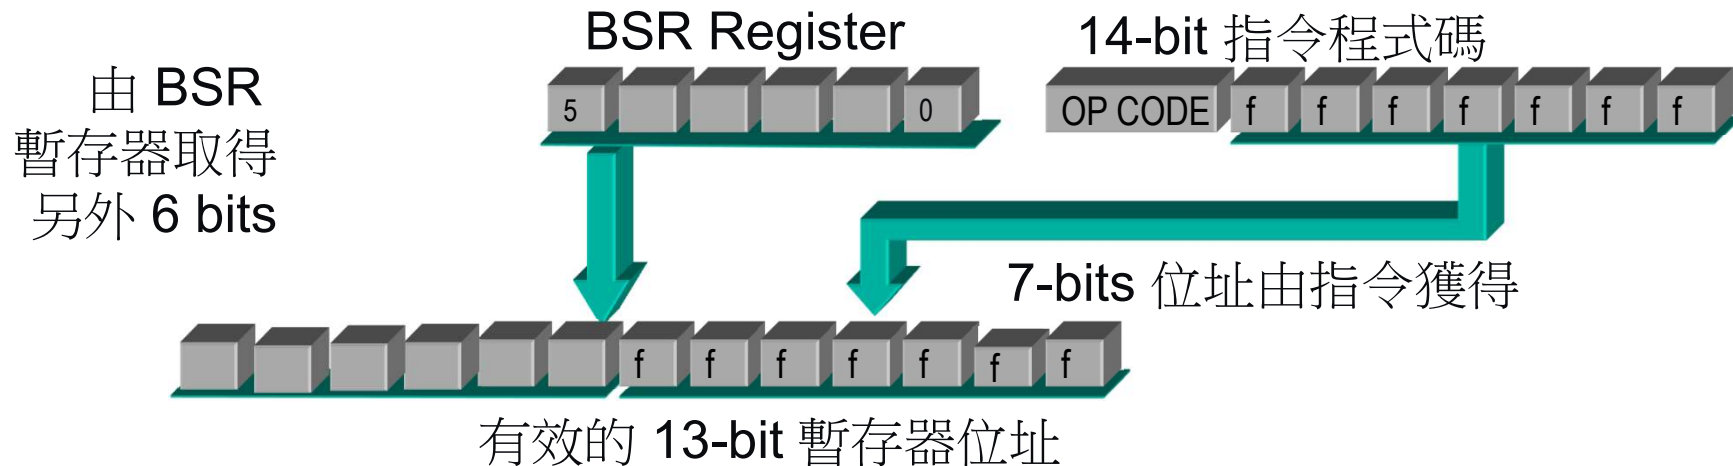 BSR Register
14-bit 指令程式碼
由 BSR
暫存器取得
另外 6 bits
5 0
OP CODE f f f f f f f
7-bits 位址由指令獲得
f f f f f f f
有效的 13-bit 暫存器位址